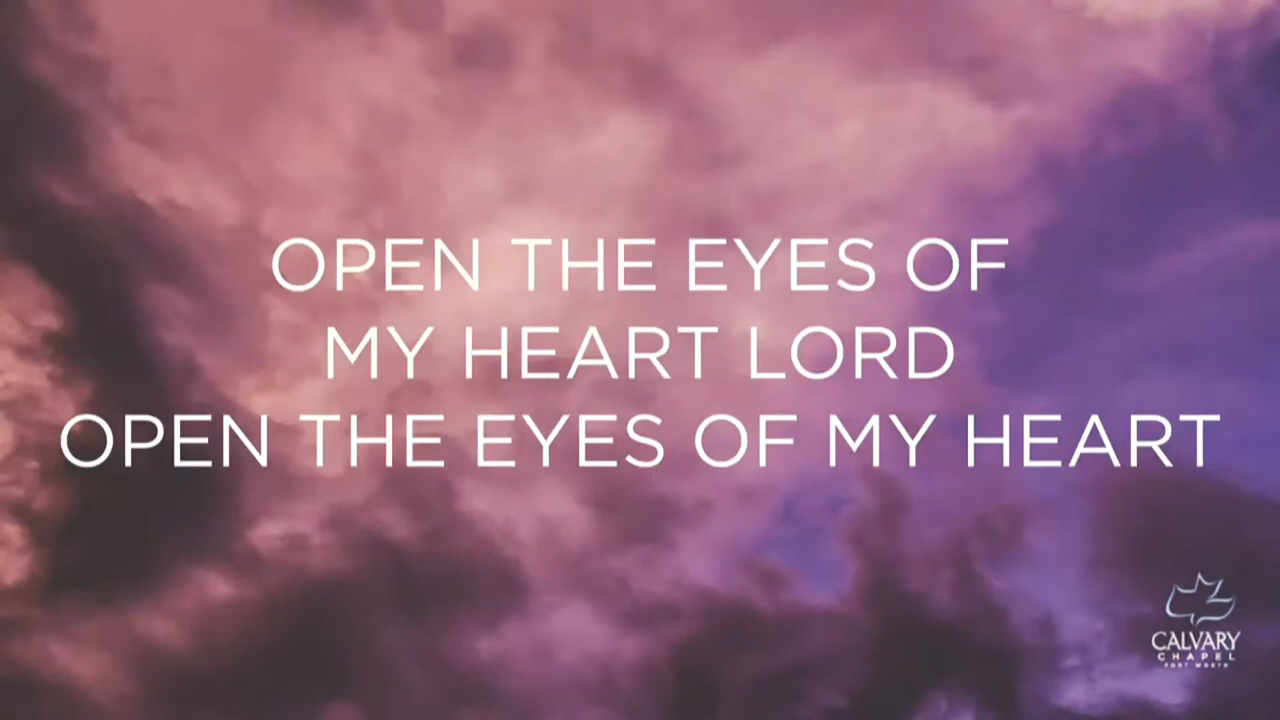 OPEN THE EYES OF
MY HEART LORD
OPEN THE EYES OF MY HEART
CALVARY
CHAPEL
FORT WORTH